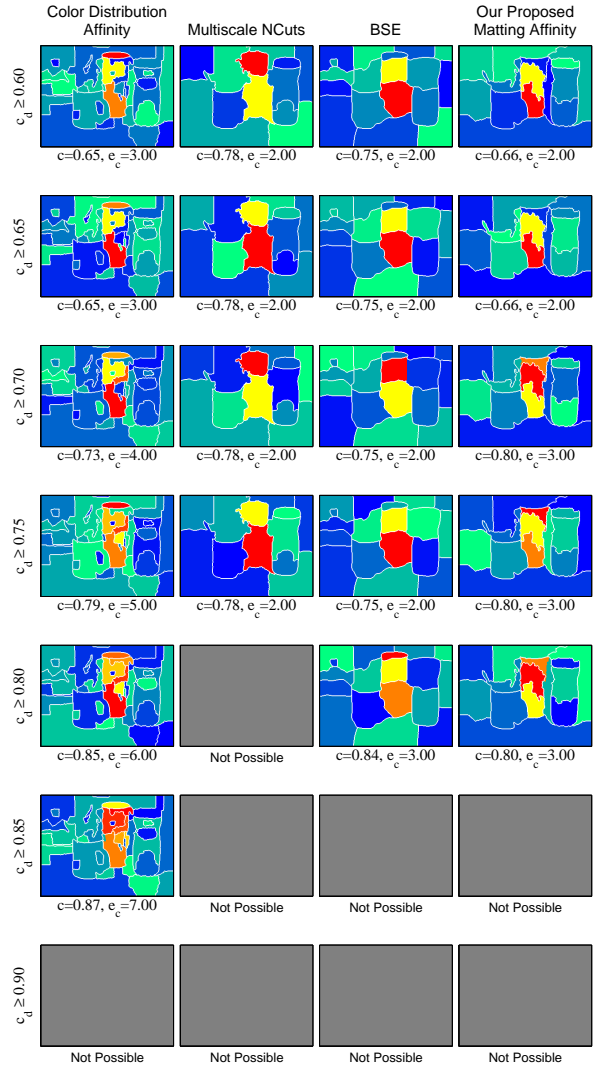 Color Distribution Affinity
Multiscale NCuts
BSE
Our Proposed Matting Affinity
c_d ≥ 0.60
c=0.65, e_c=3.00
c=0.78, e_c=2.00
c=0.75, e_c=2.00
c=0.66, e_c=2.00
c_d ≥ 0.65
c=0.65, e_c=3.00
c=0.78, e_c=2.00
c=0.75, e_c=2.00
c=0.66, e_c=2.00
c_d ≥ 0.70
c=0.73, e_c=4.00
c=0.78, e_c=2.00
c=0.75, e_c=2.00
c=0.80, e_c=3.00
c_d ≥ 0.75
c=0.79, e_c=5.00
c=0.78, e_c=2.00
c=0.75, e_c=2.00
c=0.80, e_c=3.00
c_d ≥ 0.80
c=0.85, e_c=6.00
Not Possible
c=0.84, e_c=3.00
c=0.80, e_c=3.00
c_d ≥ 0.85
c=0.87, e_c=7.00
Not Possible
Not Possible
Not Possible
c_d ≥ 0.90
Not Possible
Not Possible
Not Possible
Not Possible